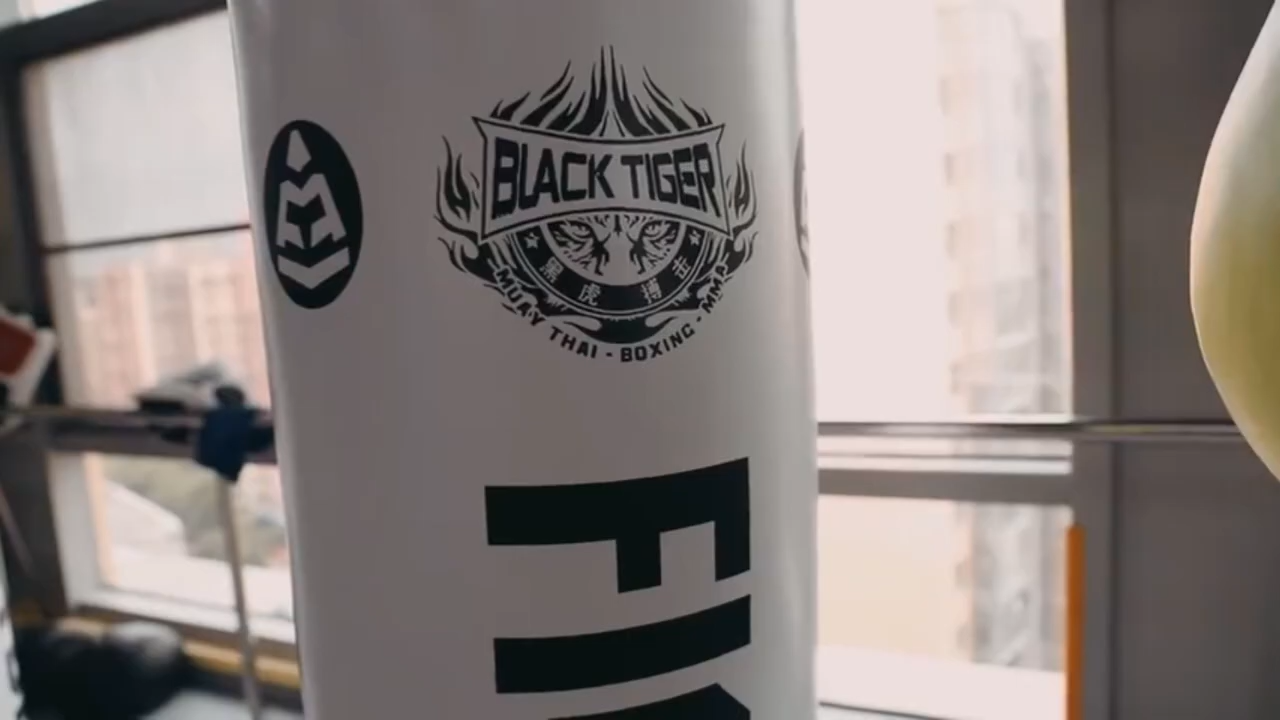 BLACK TIGER
黑虎搏击
MUAY THAI - BOXING - MMA
FI